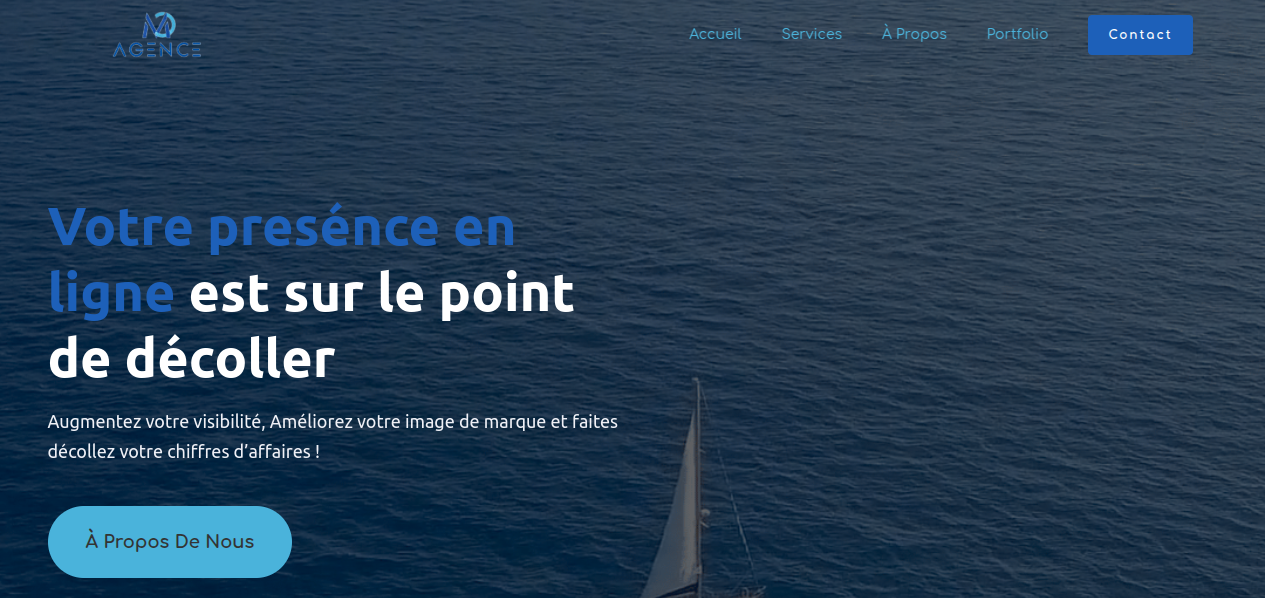 M
AGENCE
Accueil
Services
À Propos
Portfolio
Contact
Votre presénce en
ligne est sur le point
de décoller
Augmentez votre visibilité, Améliorez votre image de marque et faites
décollez votre chiffres d’affaires !
À Propos De Nous